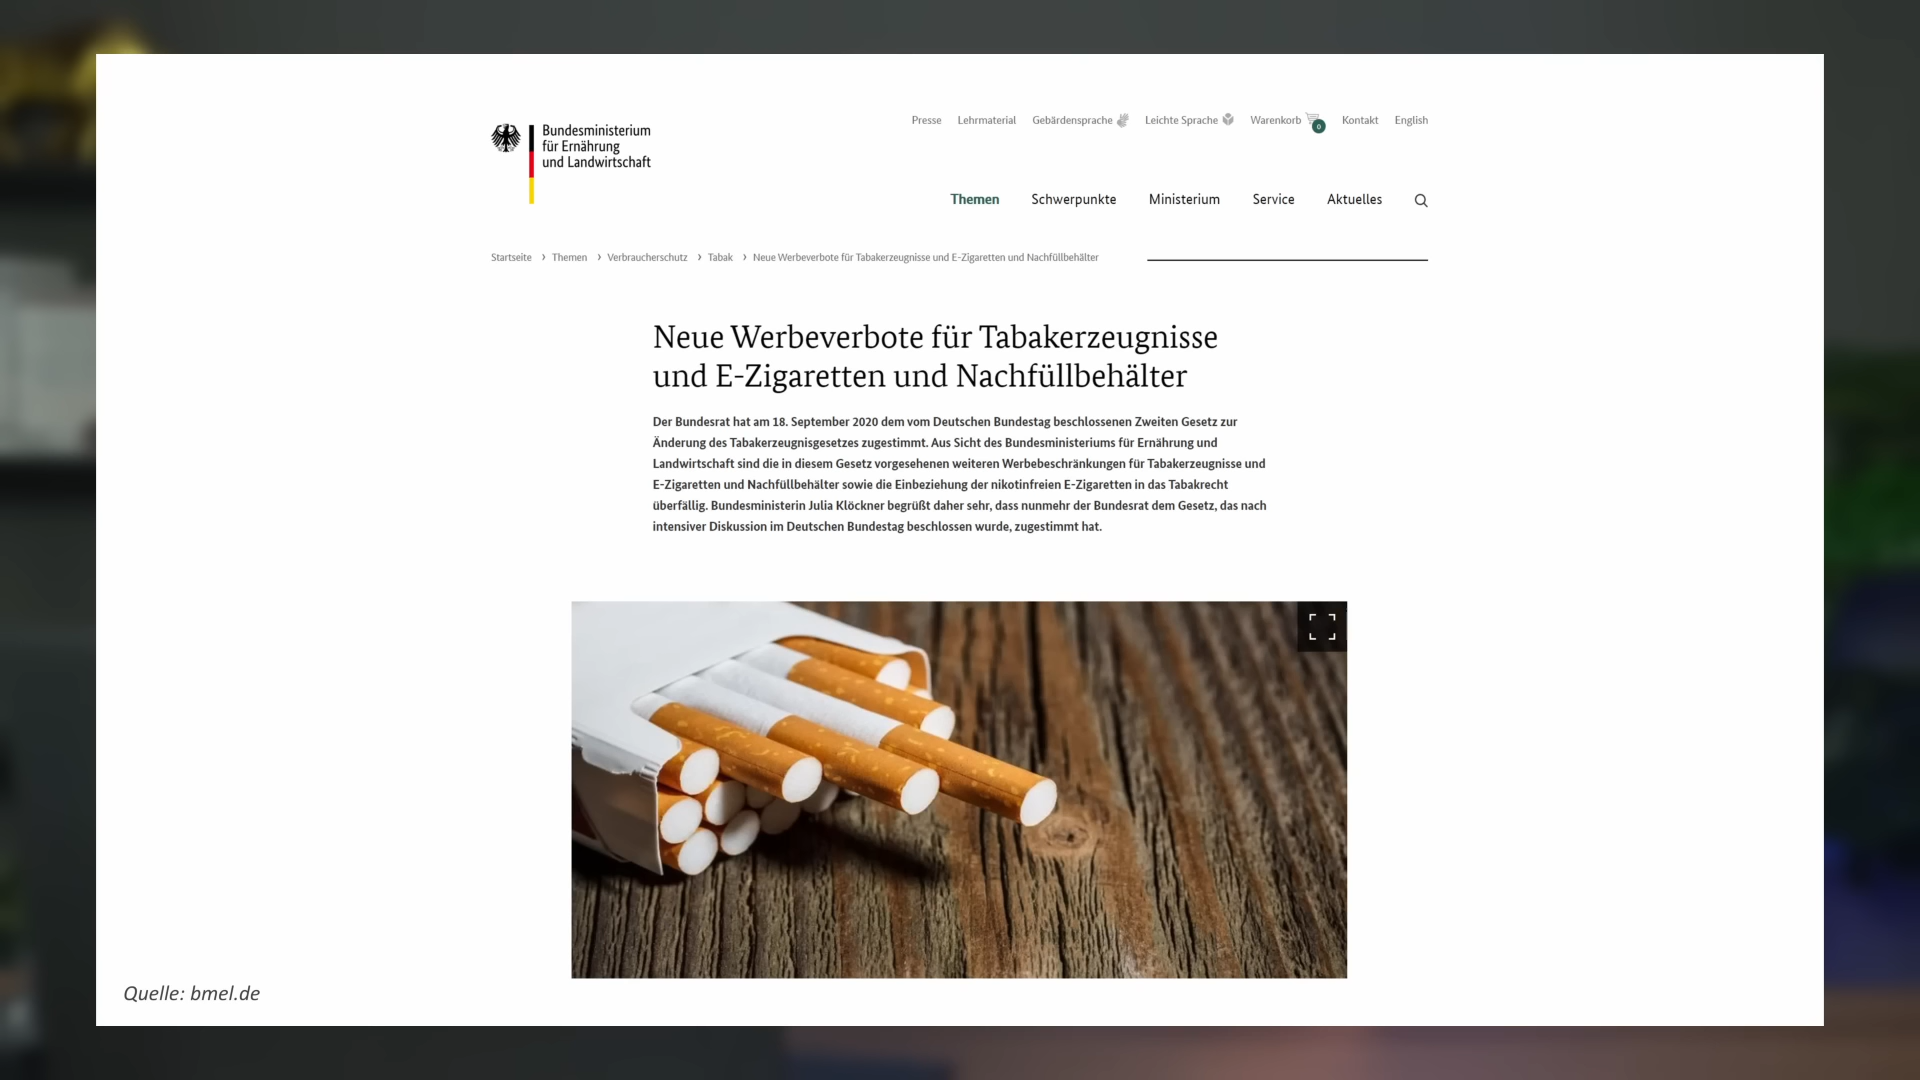 Presse Lehrmaterial Gebärdensprache Leichte Sprache Warenkorb 0 Kontakt English
Bundesministerium
für Ernährung
und Landwirtschaft
Themen Schwerpunkte Ministerium Service Aktuelles
Startseite › Themen › Verbraucherschutz › Tabak › Neue Werbeverbote für Tabakerzeugnisse und E-Zigaretten und Nachfüllbehälter
Neue Werbeverbote für Tabakerzeugnisse
und E-Zigaretten und Nachfüllbehälter
Der Bundesrat hat am 18. September 2020 dem vom Deutschen Bundestag beschlossenen Zweiten Gesetz zur
Änderung des Tabakerzeugnisgesetzes zugestimmt. Aus Sicht des Bundesministeriums für Ernährung und
Landwirtschaft sind die in diesem Gesetz vorgesehenen weiteren Werbebeschränkungen für Tabakerzeugnisse und
E-Zigaretten und Nachfüllbehälter sowie die Einbeziehung der nikotinfreien E-Zigaretten in das Tabakrecht
überfällig. Bundesministerin Julia Klöckner begrüßt daher sehr, dass nunmehr der Bundesrat dem Gesetz, das nach
intensiver Diskussion im Deutschen Bundestag beschlossen wurde, zugestimmt hat.
Quelle: bmel.de